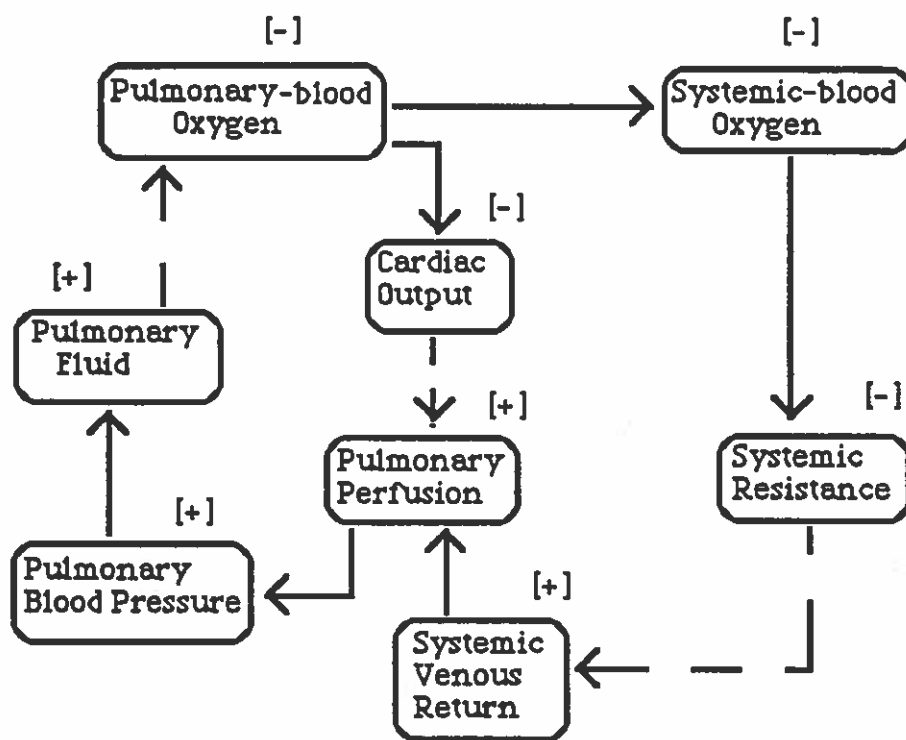 [-]
Pulmonary-blood
Oxygen
[-]
Systemic-blood
Oxygen
[-]
Cardiac
Output
[+]
Pulmonary
Fluid
[+]
Pulmonary
Perfusion
[-]
Systemic
Resistance
[+]
Pulmonary
Blood Pressure
[+]
Systemic
Venous
Return